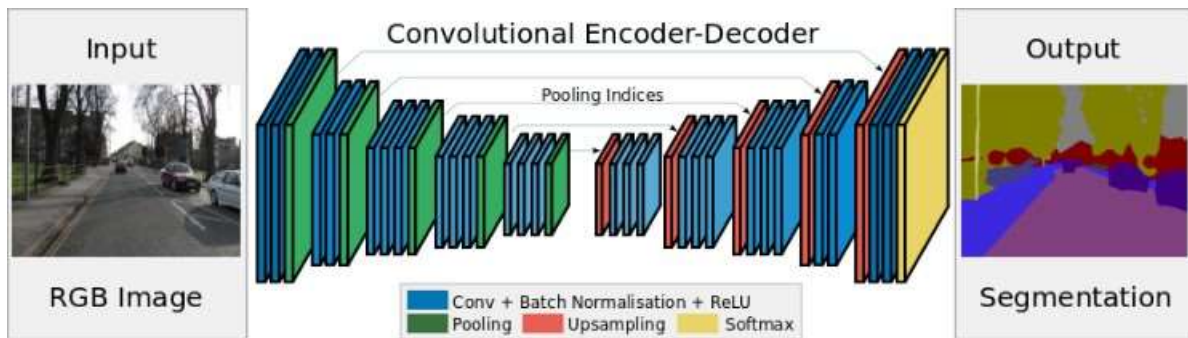 Input
RGB Image
Convolutional Encoder-Decoder
Pooling Indices
Conv + Batch Normalisation + ReLU
Pooling Upsampling Softmax
Output
Segmentation